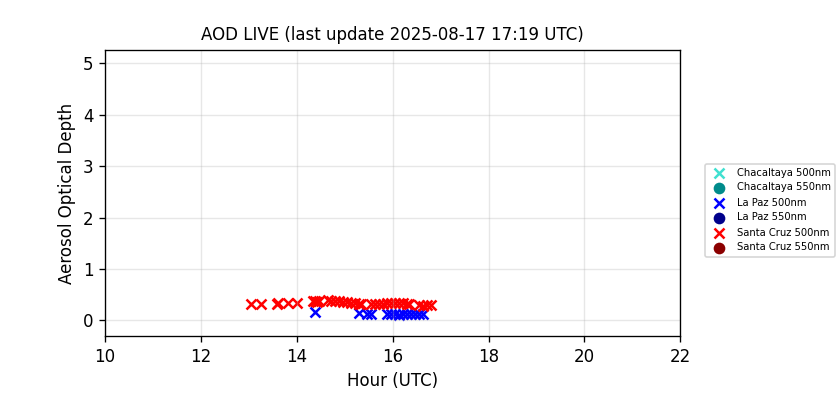 AOD LIVE (last update 2025-08-17 17:19 UTC)
Aerosol Optical Depth
5
4
3
2
1
0
10 12 14 16 18 20 22
Hour (UTC)
Chacaltaya 500nm
Chacaltaya 550nm
La Paz 500nm
La Paz 550nm
Santa Cruz 500nm
Santa Cruz 550nm